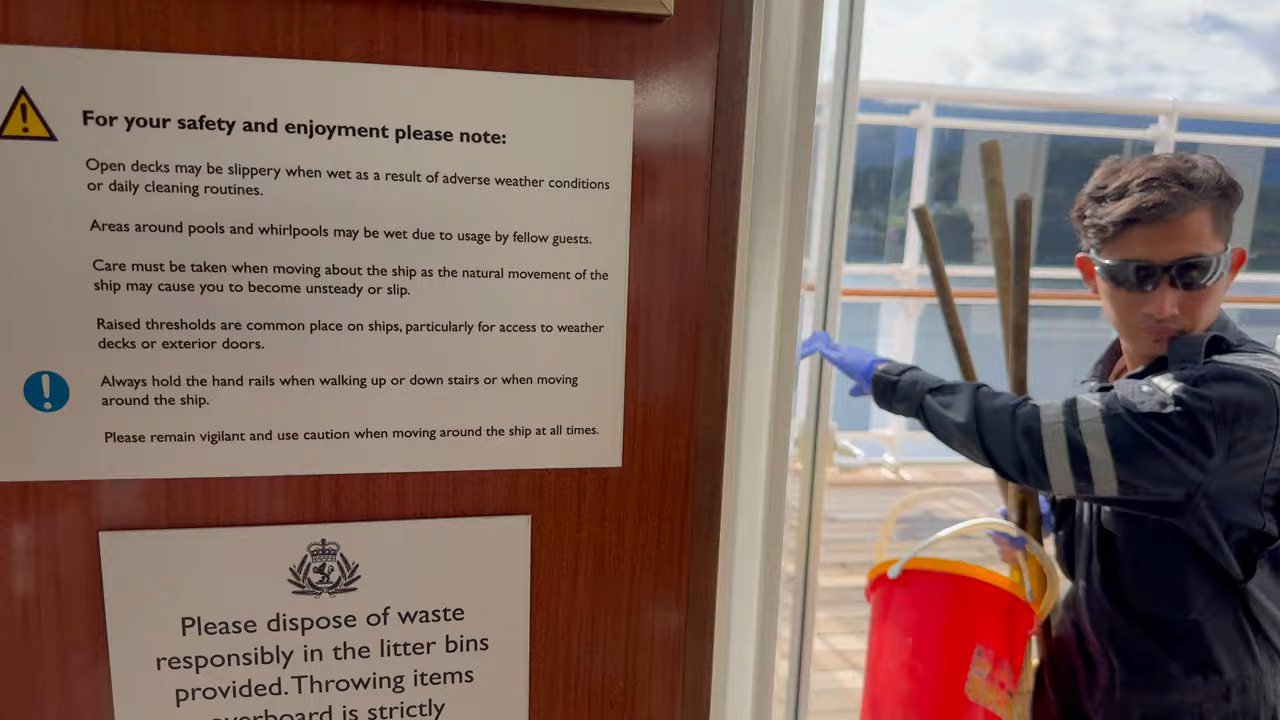 For your safety and enjoyment please note:
Open decks may be slippery when wet as a result of adverse weather conditions
or daily cleaning routines.
Areas around pools and whirlpools may be wet due to usage by fellow guests.
Care must be taken when moving about the ship as the natural movement of the
ship may cause you to become unsteady or slip.
Raised thresholds are common place on ships, particularly for access to weather
decks or exterior doors.
Always hold the hand rails when walking up or down stairs or when moving
around the ship.
Please remain vigilant and use caution when moving around the ship at all times.
Please dispose of waste
responsibly in the litter bins
provided. Throwing items
overboard is strictly